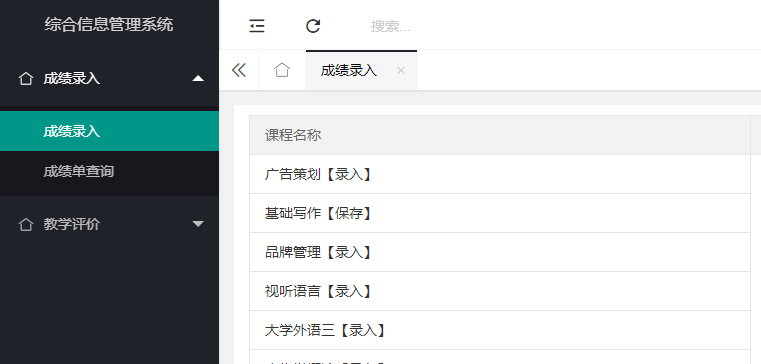 综合信息管理系统
搜索...
成绩录入
成绩录入
成绩录入
成绩单查询
教学评价
课程名称
广告策划【录入】
基础写作【保存】
品牌管理【录入】
视听语言【录入】
大学外语三【录入】